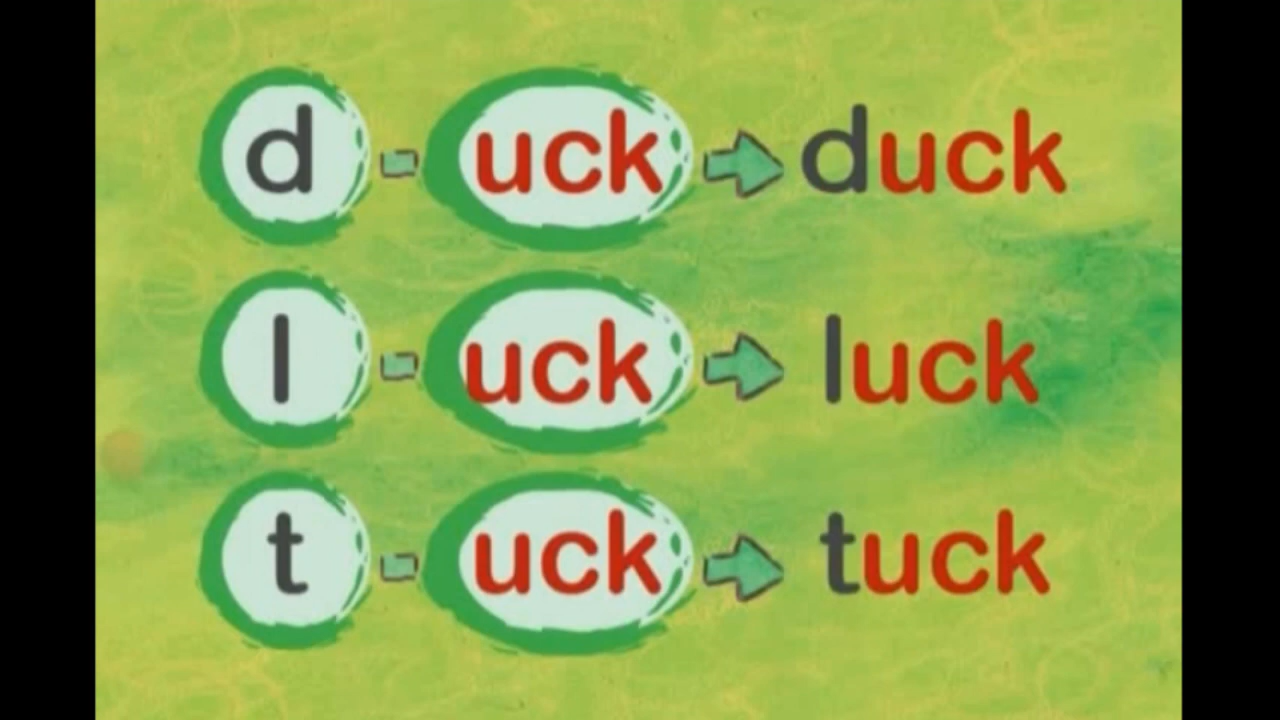 d - uck → duck
l - uck → luck
t - uck → tuck